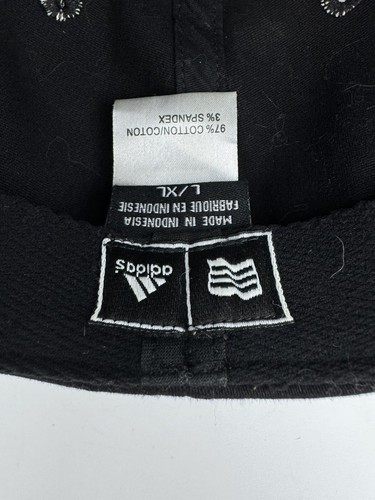 adidas
MADE IN INDONESIA
FABRIQUE EN INDONESIE
L/XL
97% COTTON/COTON
3% SPANDEX